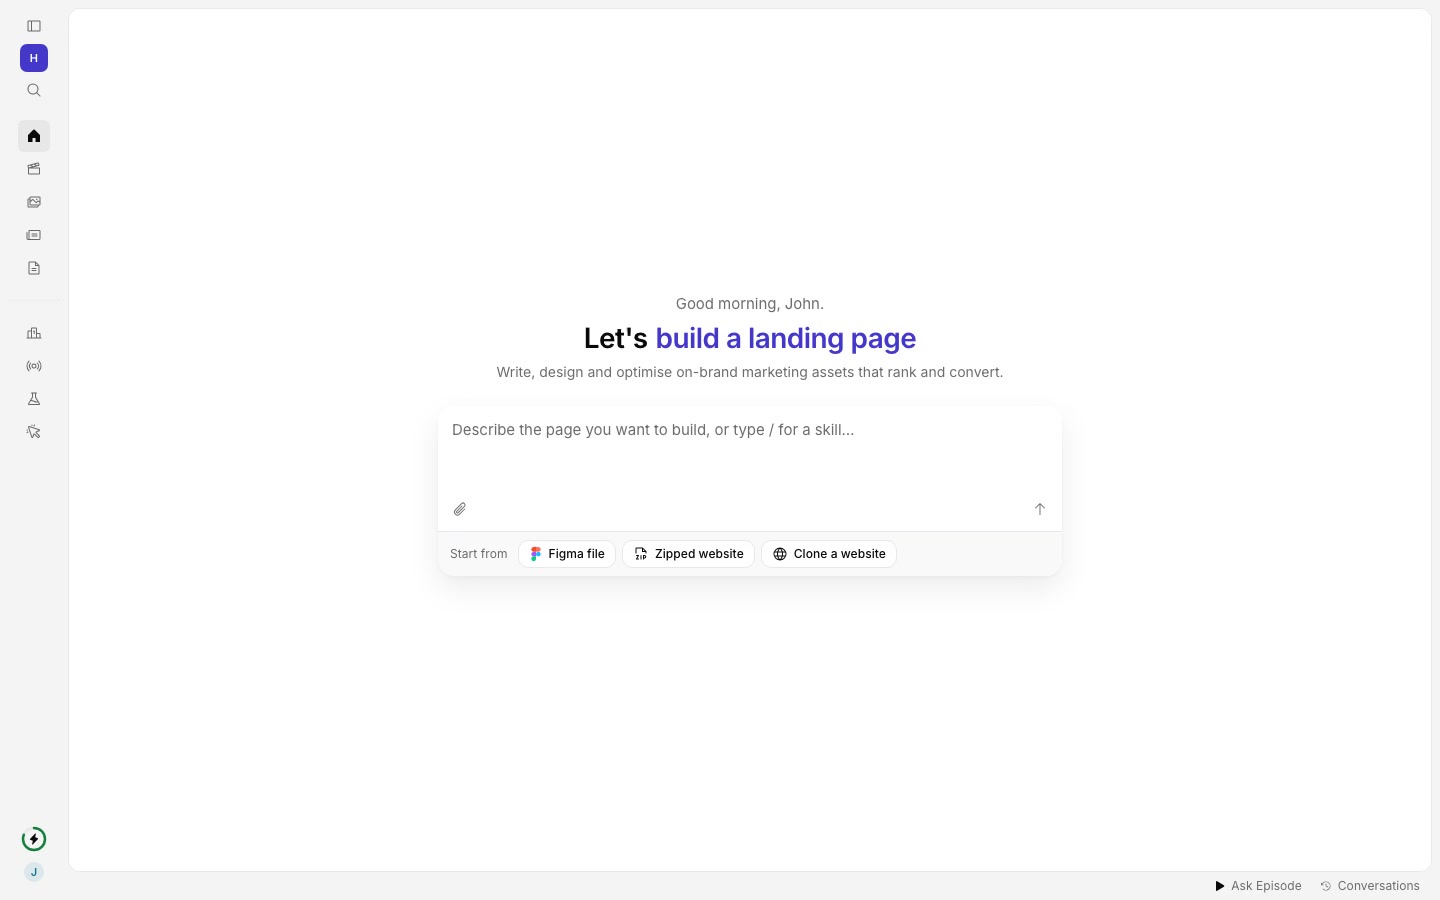 H
Good morning, John.
Let's build a landing page
Write, design and optimise on-brand marketing assets that rank and convert.
Describe the page you want to build, or type / for a skill...
Start from
Figma file
ZIP
Zipped website
Clone a website
J
Ask Episode
Conversations